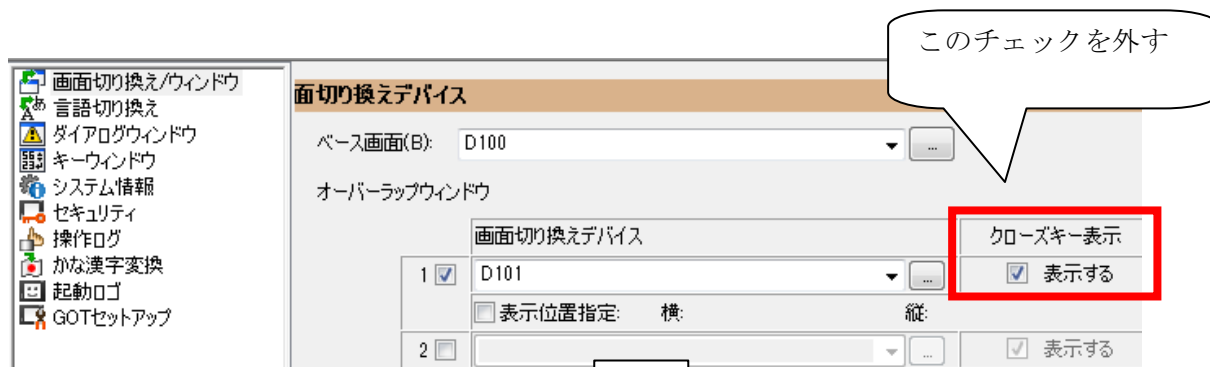 このチェックを外す
画面切り換え/ウィンドウ
言語切り換え
ダイアログウィンドウ
キーウィンドウ
システム情報
セキュリティ
操作ログ
かな漢字変換
起動ロゴ
GOTセットアップ
面切り換えデバイス
ベース画面(B): D100 ...
オーバーラップウィンドウ
画面切り換えデバイス クローズキー表示
1 D101 ... 表示する
表示位置指定: 横: 縦:
2 ... 表示する